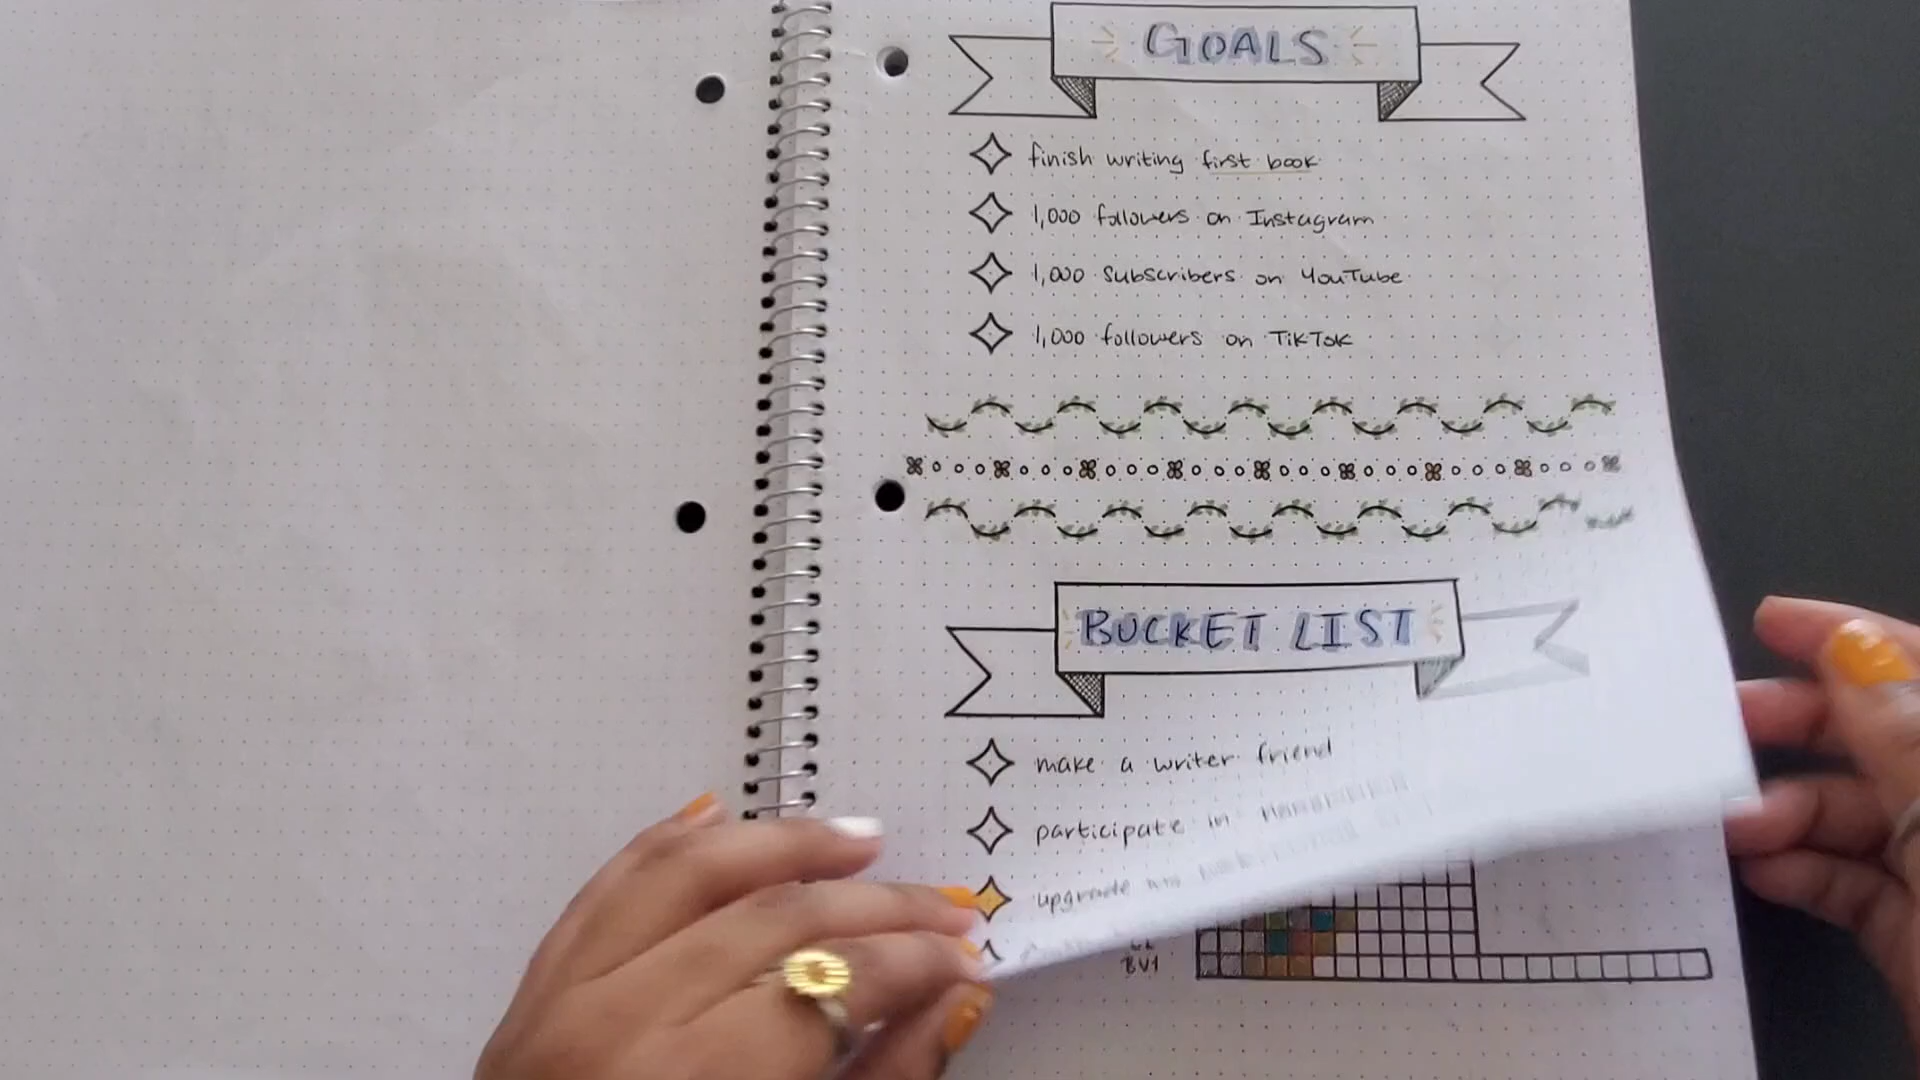 GOALS
finish writing first book
1,000 followers on Instagram
1,000 subscribers on YouTube
1,000 followers on TikTok
BUCKET LIST
make a writer friend
participate in
upgrade
BV1